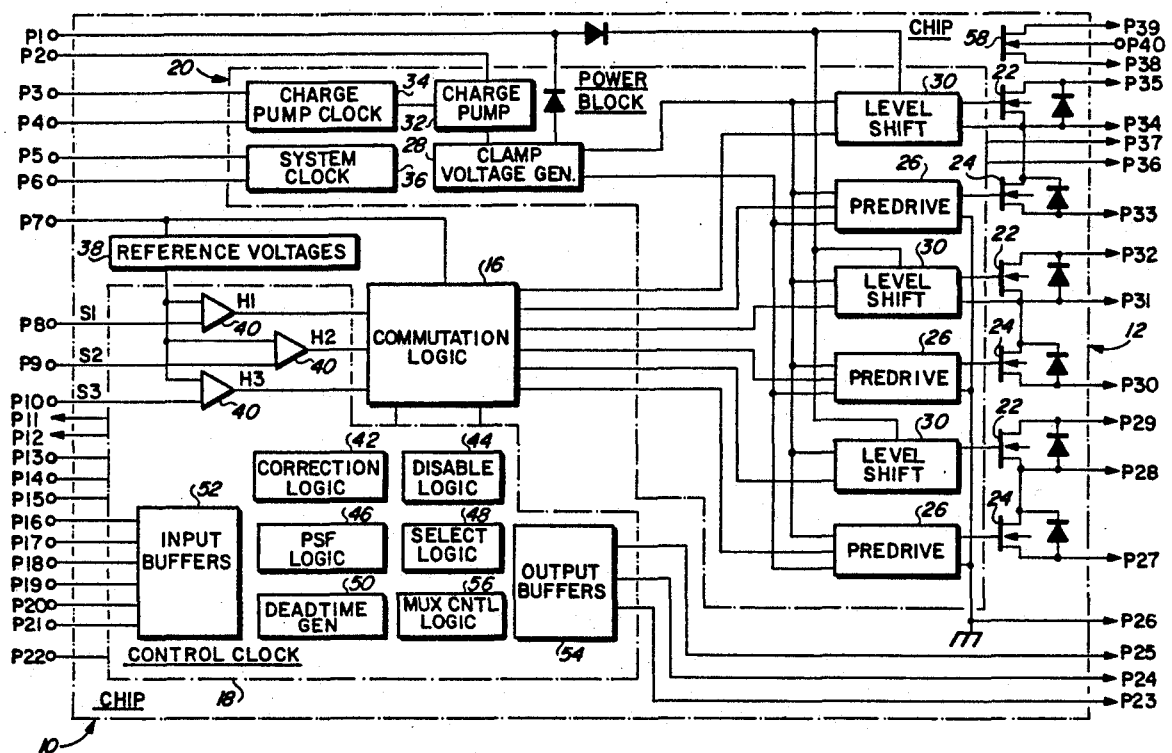 P1
P2
P3
P4
P5
P6
P7
P8
P9
P10
P11
P12
P13
P14
P15
P16
P17
P18
P19
P20
P21
P22
20
CHARGE
PUMP CLOCK
34
CHARGE
PUMP
32
POWER
BLOCK
SYSTEM
CLOCK
36
28
CLAMP
VOLTAGE GEN.
38
REFERENCE VOLTAGES
S1
H1
40
S2
H2
40
S3
H3
40
16
COMMUTATION
LOGIC
42
CORRECTION
LOGIC
44
DISABLE
LOGIC
52
INPUT
BUFFERS
46
PSF
LOGIC
48
SELECT
LOGIC
50
DEADTIME
GEN
56
MUX CNTL
LOGIC
OUTPUT
BUFFERS
54
CONTROL CLOCK
18
CHIP
10
CHIP
58
30
LEVEL
SHIFT
22
26
PREDRIVE
24
30
LEVEL
SHIFT
22
26
PREDRIVE
24
30
LEVEL
SHIFT
22
26
PREDRIVE
24
12
P39
P40
P38
P35
P34
P37
P36
P33
P32
P31
P30
P29
P28
P27
P26
P25
P24
P23